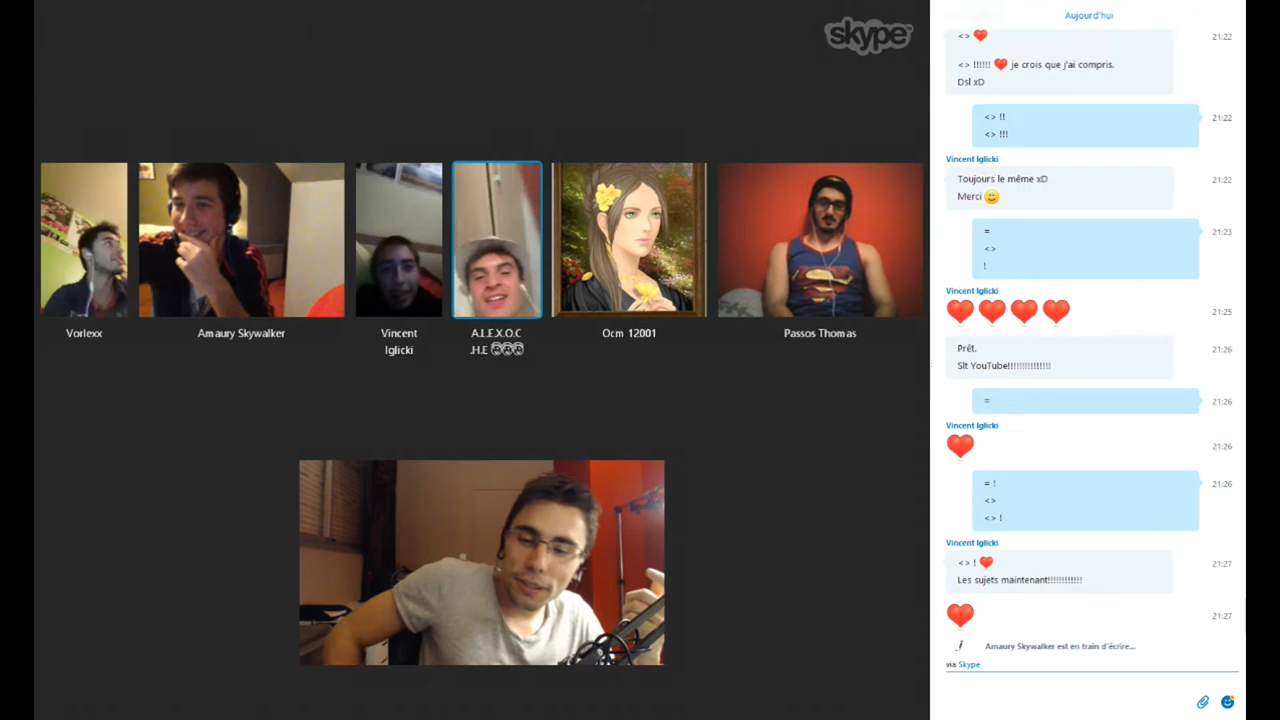 skype
Vorlexx
Amaury Skywalker
Vincent
Iglicki
A.L.E.X.O.C
.H.E
Ocm 12001
Passos Thomas
Aujourd'hui
<> 21:22
<> !!!!!! je crois que j'ai compris.
Dsl xD
<> !! 21:22
<> !!!
Vincent Iglicki
Toujours le même xD 21:22
Merci
= 21:23
<>
!
Vincent Iglicki
21:25
Prêt. 21:26
Slt YouTube!!!!!!!!!!!!!!
= 21:26
Vincent Iglicki
21:26
= ! 21:26
<>
<> !
Vincent Iglicki
<> ! 21:27
Les sujets maintenant!!!!!!!!!!!!
21:27
Amaury Skywalker est en train d'écrire...
via Skype